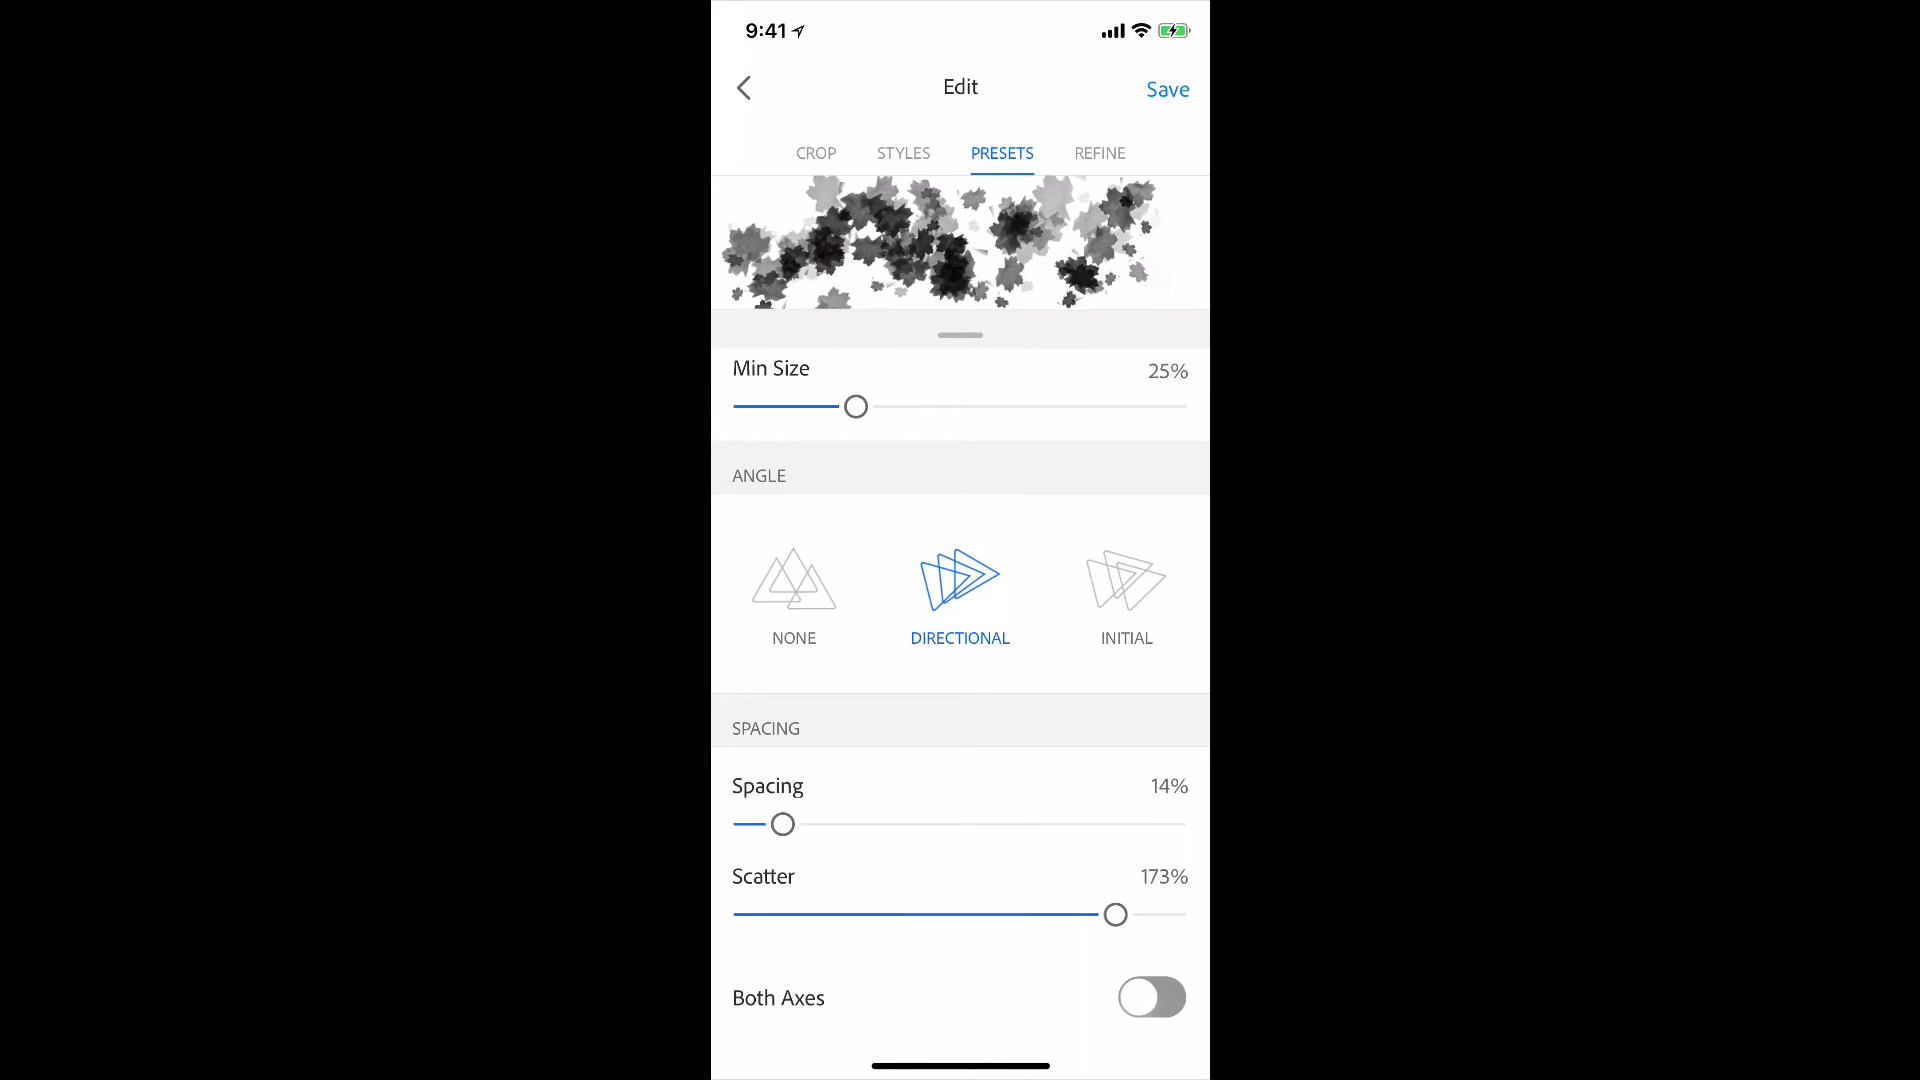 9:41
Edit
Save
CROP STYLES PRESETS REFINE
Min Size 25%
ANGLE
NONE DIRECTIONAL INITIAL
SPACING
Spacing 14%
Scatter 173%
Both Axes